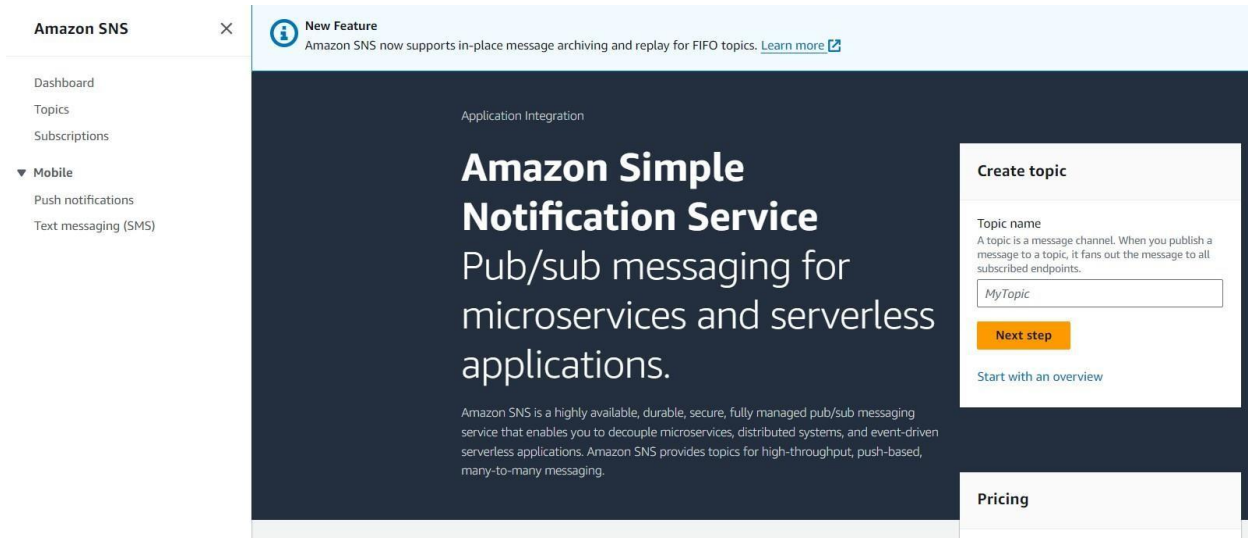 Amazon SNS
Dashboard
Topics
Subscriptions
Mobile
Push notifications
Text messaging (SMS)
New Feature
Amazon SNS now supports in-place message archiving and replay for FIFO topics. Learn more
Application Integration
Amazon Simple
Notification Service
Pub/sub messaging for
microservices and serverless
applications.
Amazon SNS is a highly available, durable, secure, fully managed pub/sub messaging
service that enables you to decouple microservices, distributed systems, and event-driven
serverless applications. Amazon SNS provides topics for high-throughput, push-based,
many-to-many messaging.
Create topic
Topic name
A topic is a message channel. When you publish a
message to a topic, it fans out the message to all
subscribed endpoints.
MyTopic
Next step
Start with an overview
Pricing